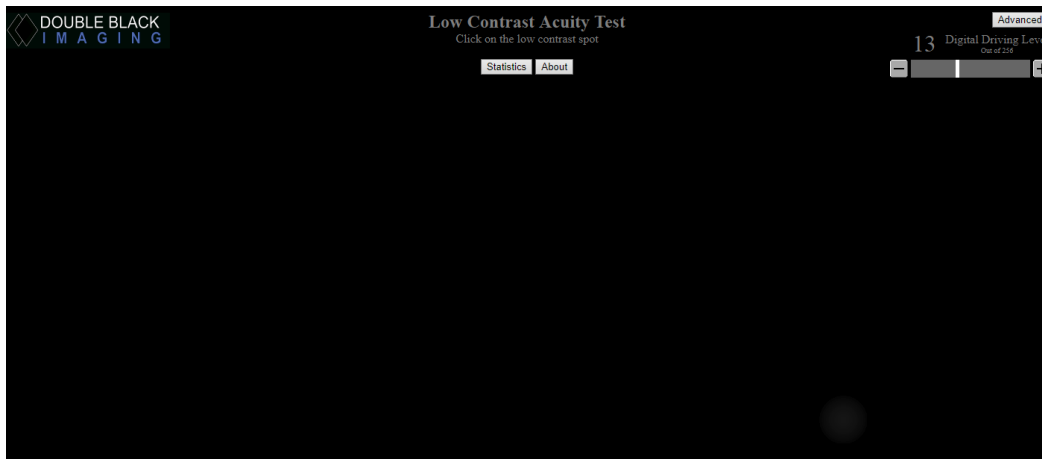 DOUBLE BLACK
IMAGING
Low Contrast Acuity Test
Click on the low contrast spot
Statistics
About
Advanced
13
Digital Driving Leve
Out of 256